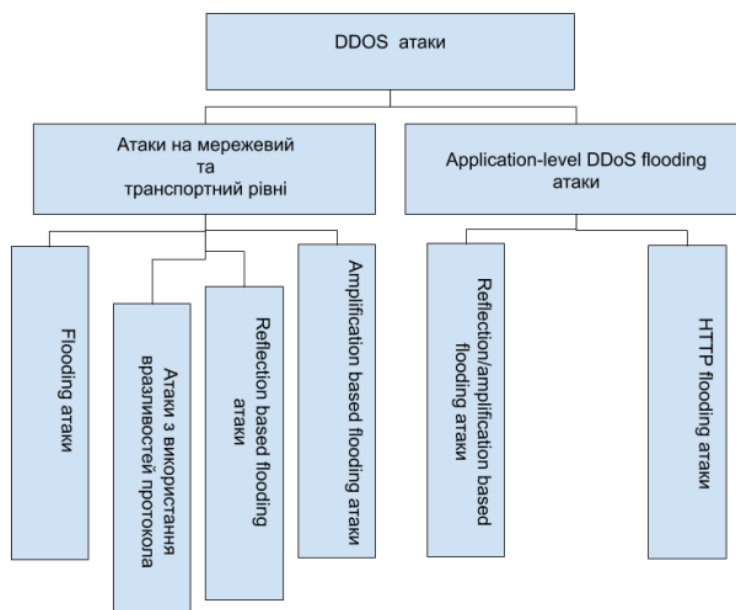 DDOS атаки
Атаки на мережевий
та
транспортний рівні
Application-level DDoS flooding
атаки
Flooding атаки
Атаки з використання
вразливостей протокола
Reflection based flooding
атаки
Amplification based flooding атаки
Reflection/amplification based
flooding атаки
HTTP flooding атаки